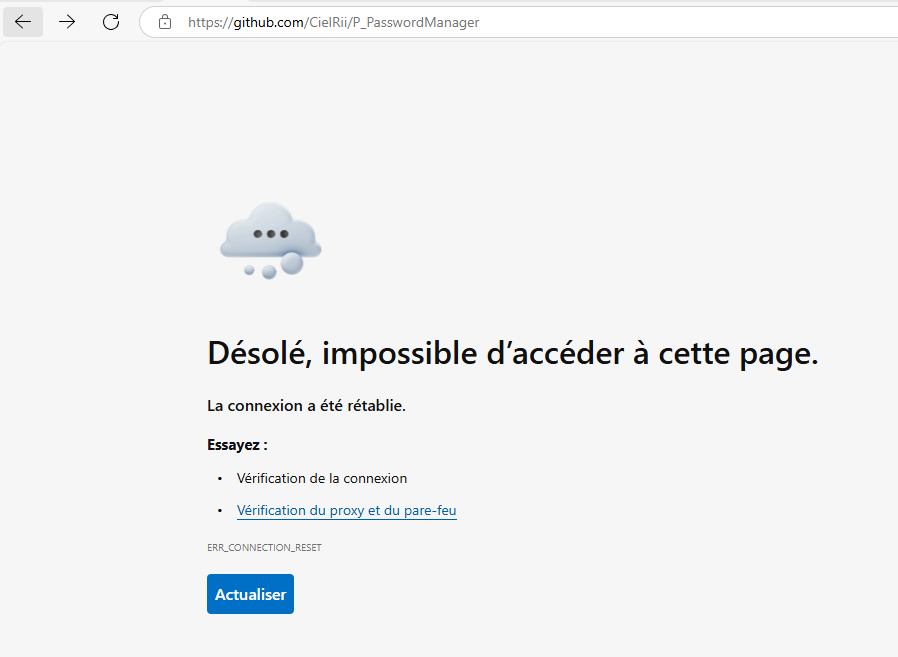 https://github.com/CielRii/P_PasswordManager
Désolé, impossible d’accéder à cette page.
La connexion a été rétablie.
Essayez :
• Vérification de la connexion
• Vérification du proxy et du pare-feu
ERR_CONNECTION_RESET
Actualiser